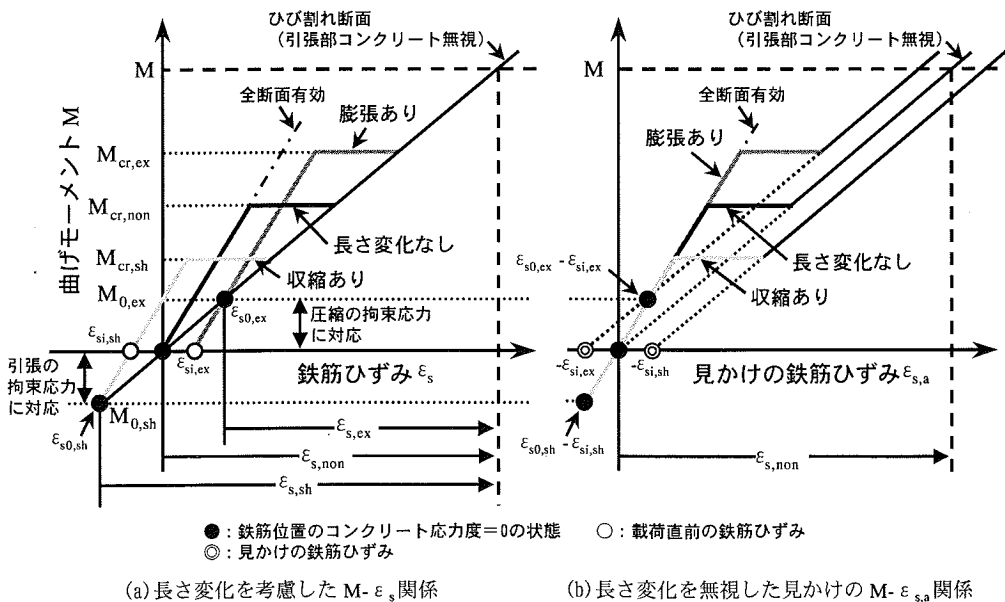 ひび割れ断面
(引張部コンクリート無視)
M
全断面有効
膨張あり
M_cr,ex
M_cr,non
長さ変化なし
M_cr,sh
収縮あり
M_0,ex
ε_s0,ex
圧縮の拘束応力
に対応
ε_si,sh
ε_si,ex
鉄筋ひずみ ε_s
引張の
拘束応力
に対応
M_0,sh
ε_s0,sh
ε_s,ex
ε_s,non
ε_s,sh
曲げモーメント M
ひび割れ断面
(引張部コンクリート無視)
M
全断面有効
膨張あり
長さ変化なし
収縮あり
ε_s0,ex - ε_si,ex
-ε_si,ex
-ε_si,sh
見かけの鉄筋ひずみ ε_s,a
ε_s0,sh - ε_si,sh
ε_s,non
●:鉄筋位置のコンクリート応力度=0の状態 ○:載荷直前の鉄筋ひずみ
◎:見かけの鉄筋ひずみ
(a)長さ変化を考慮した M- ε_s 関係
(b)長さ変化を無視した見かけの M- ε_s,a 関係